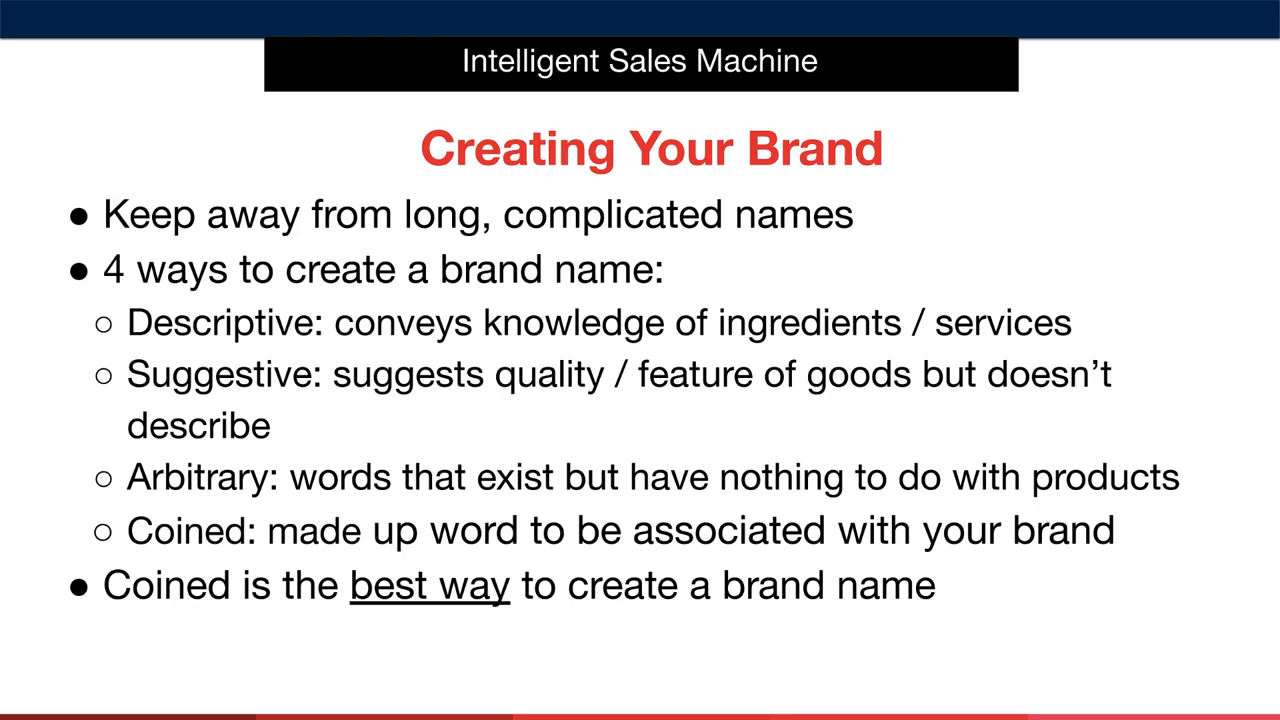 Intelligent Sales Machine
Creating Your Brand
● Keep away from long, complicated names
● 4 ways to create a brand name:
○ Descriptive: conveys knowledge of ingredients / services
○ Suggestive: suggests quality / feature of goods but doesn’t
describe
○ Arbitrary: words that exist but have nothing to do with products
○ Coined: made up word to be associated with your brand
● Coined is the best way to create a brand name